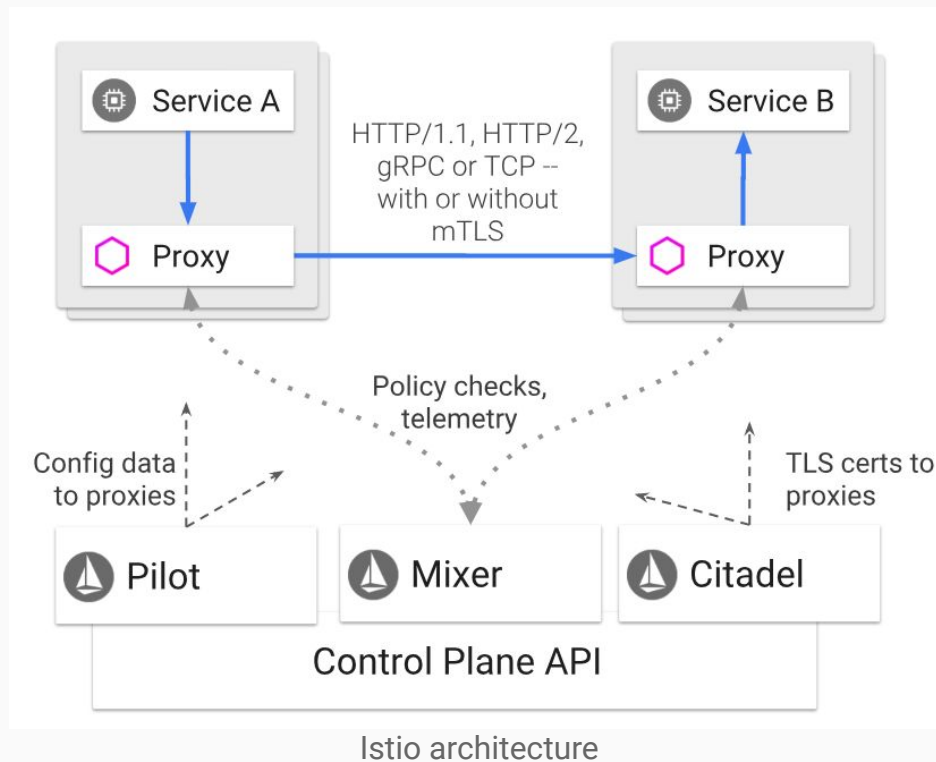 Service A
Service B
HTTP/1.1, HTTP/2,
gRPC or TCP --
with or without
mTLS
Proxy
Proxy
Policy checks,
telemetry
Config data
to proxies
TLS certs to
proxies
Pilot
Mixer
Citadel
Control Plane API
Istio architecture